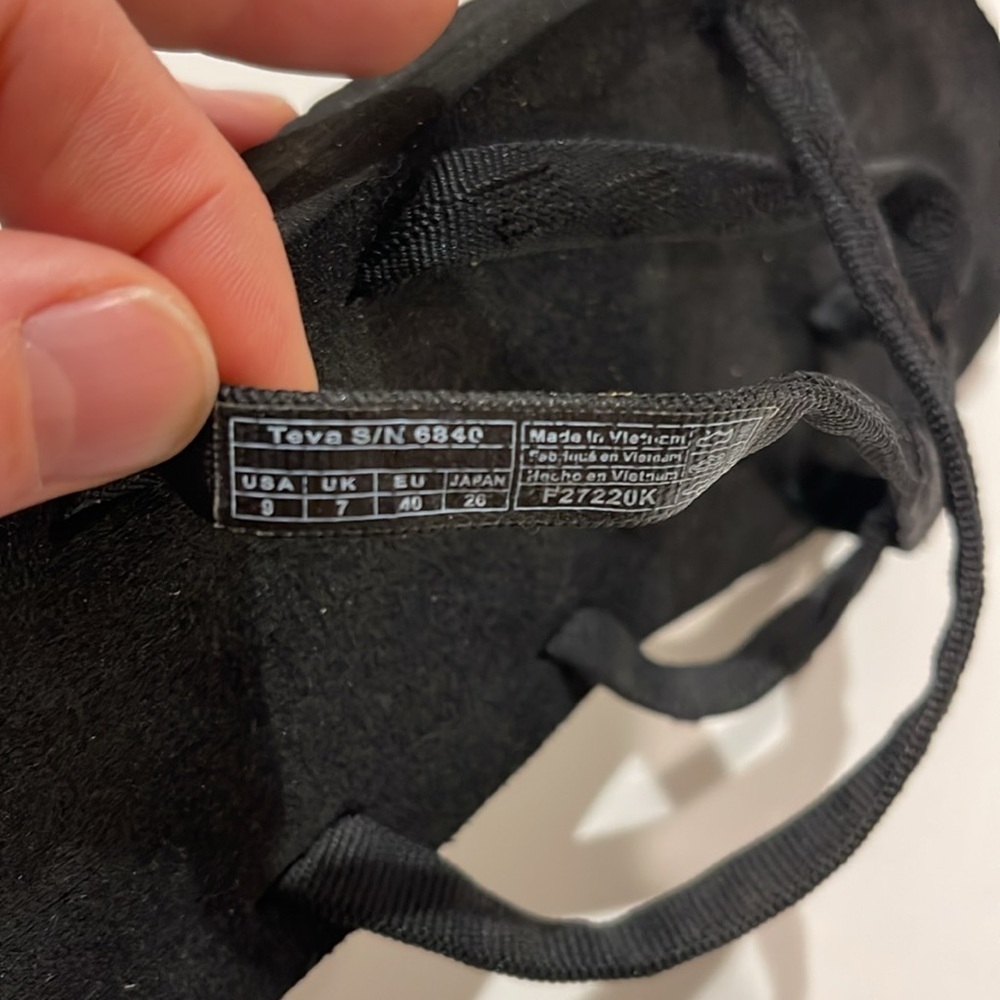 Teva S/N 6840
USA UK EU JAPAN
9 7 40 26
Made in Vietnam
Fabriqué en Vietnam
Hecho en Vietnam
F27220K